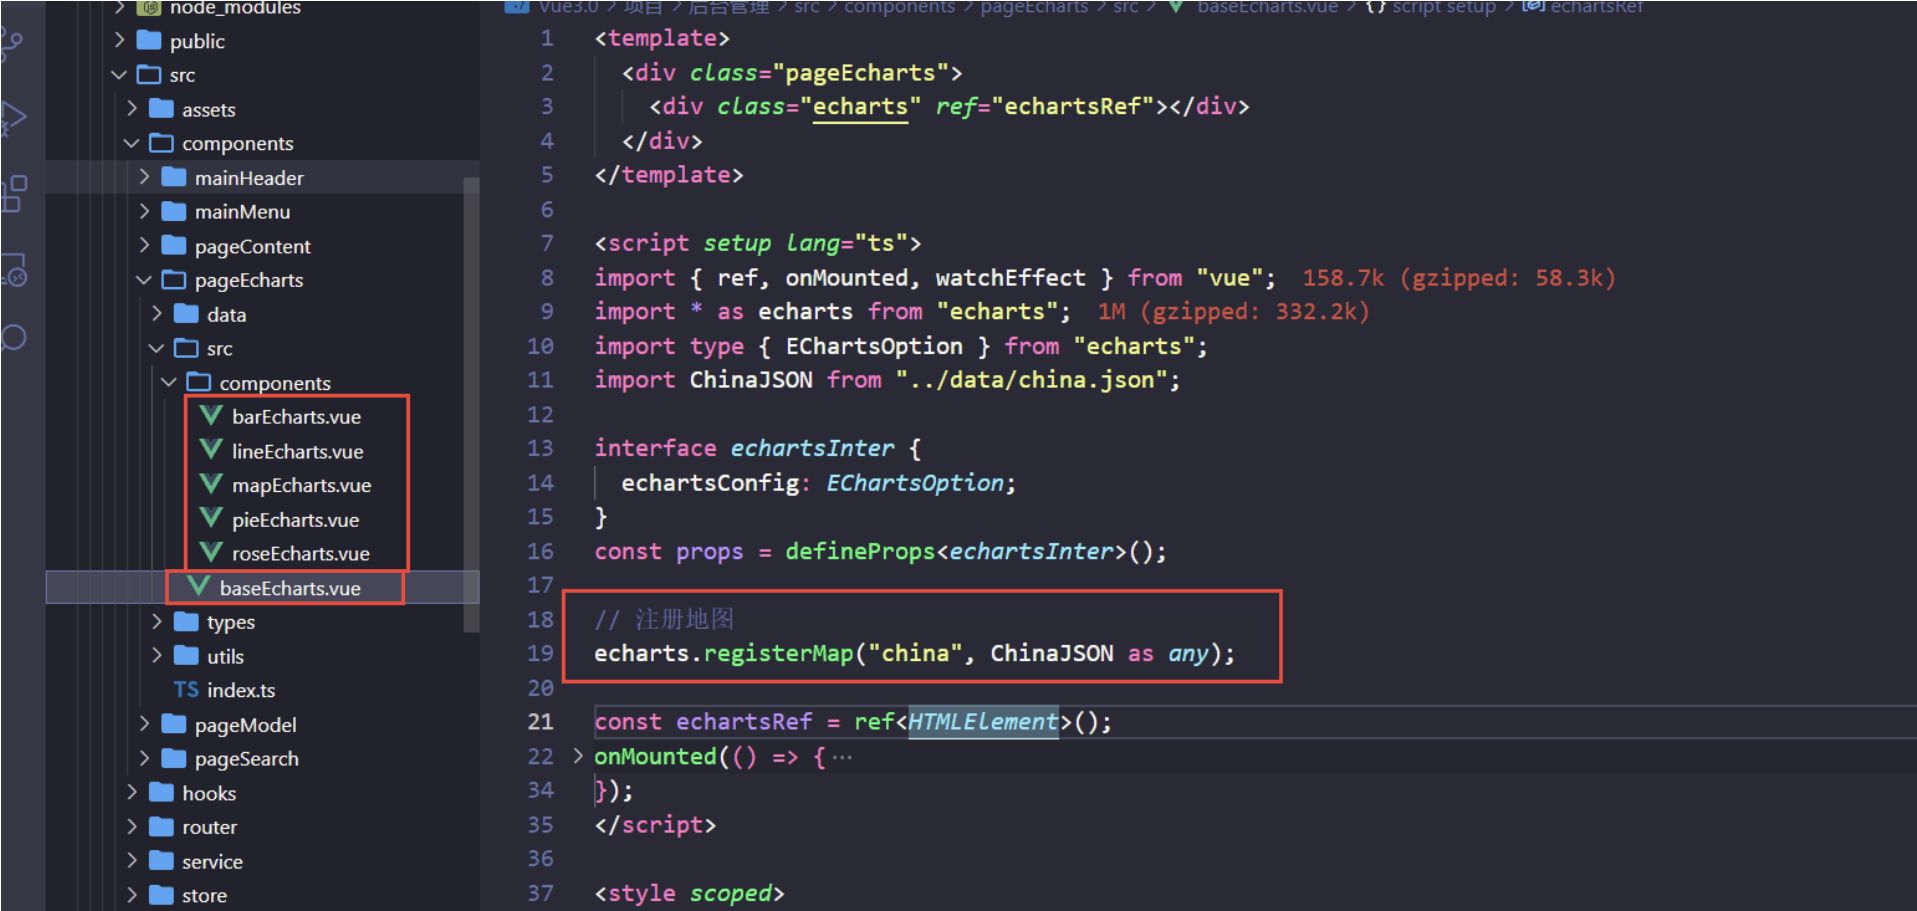 node_modules
public
src
assets
components
mainHeader
mainMenu
pageContent
pageEcharts
data
src
components
barEcharts.vue
lineEcharts.vue
mapEcharts.vue
pieEcharts.vue
roseEcharts.vue
baseEcharts.vue
types
utils
TS index.ts
pageModel
pageSearch
hooks
router
service
store
Vue3.0 > 项目 > 后台管理 > src > components > pageEcharts > src > baseEcharts.vue > {} script setup > echartsRef
1 <template>
2 <div class="pageEcharts">
3 <div class="echarts" ref="echartsRef"></div>
4 </div>
5 </template>
6
7 <script setup lang="ts">
8 import { ref, onMounted, watchEffect } from "vue"; 158.7k (gzipped: 58.3k)
9 import * as echarts from "echarts"; 1M (gzipped: 332.2k)
10 import type { EChartsOption } from "echarts";
11 import ChinaJSON from "../data/china.json";
12
13 interface echartsInter {
14 echartsConfig: EChartsOption;
15 }
16 const props = defineProps<echartsInter>();
17
18 // 注册地图
19 echarts.registerMap("china", ChinaJSON as any);
20
21 const echartsRef = ref<HTMLElement>();
22 onMounted(() => {···
34 });
35 </script>
36
37 <style scoped>